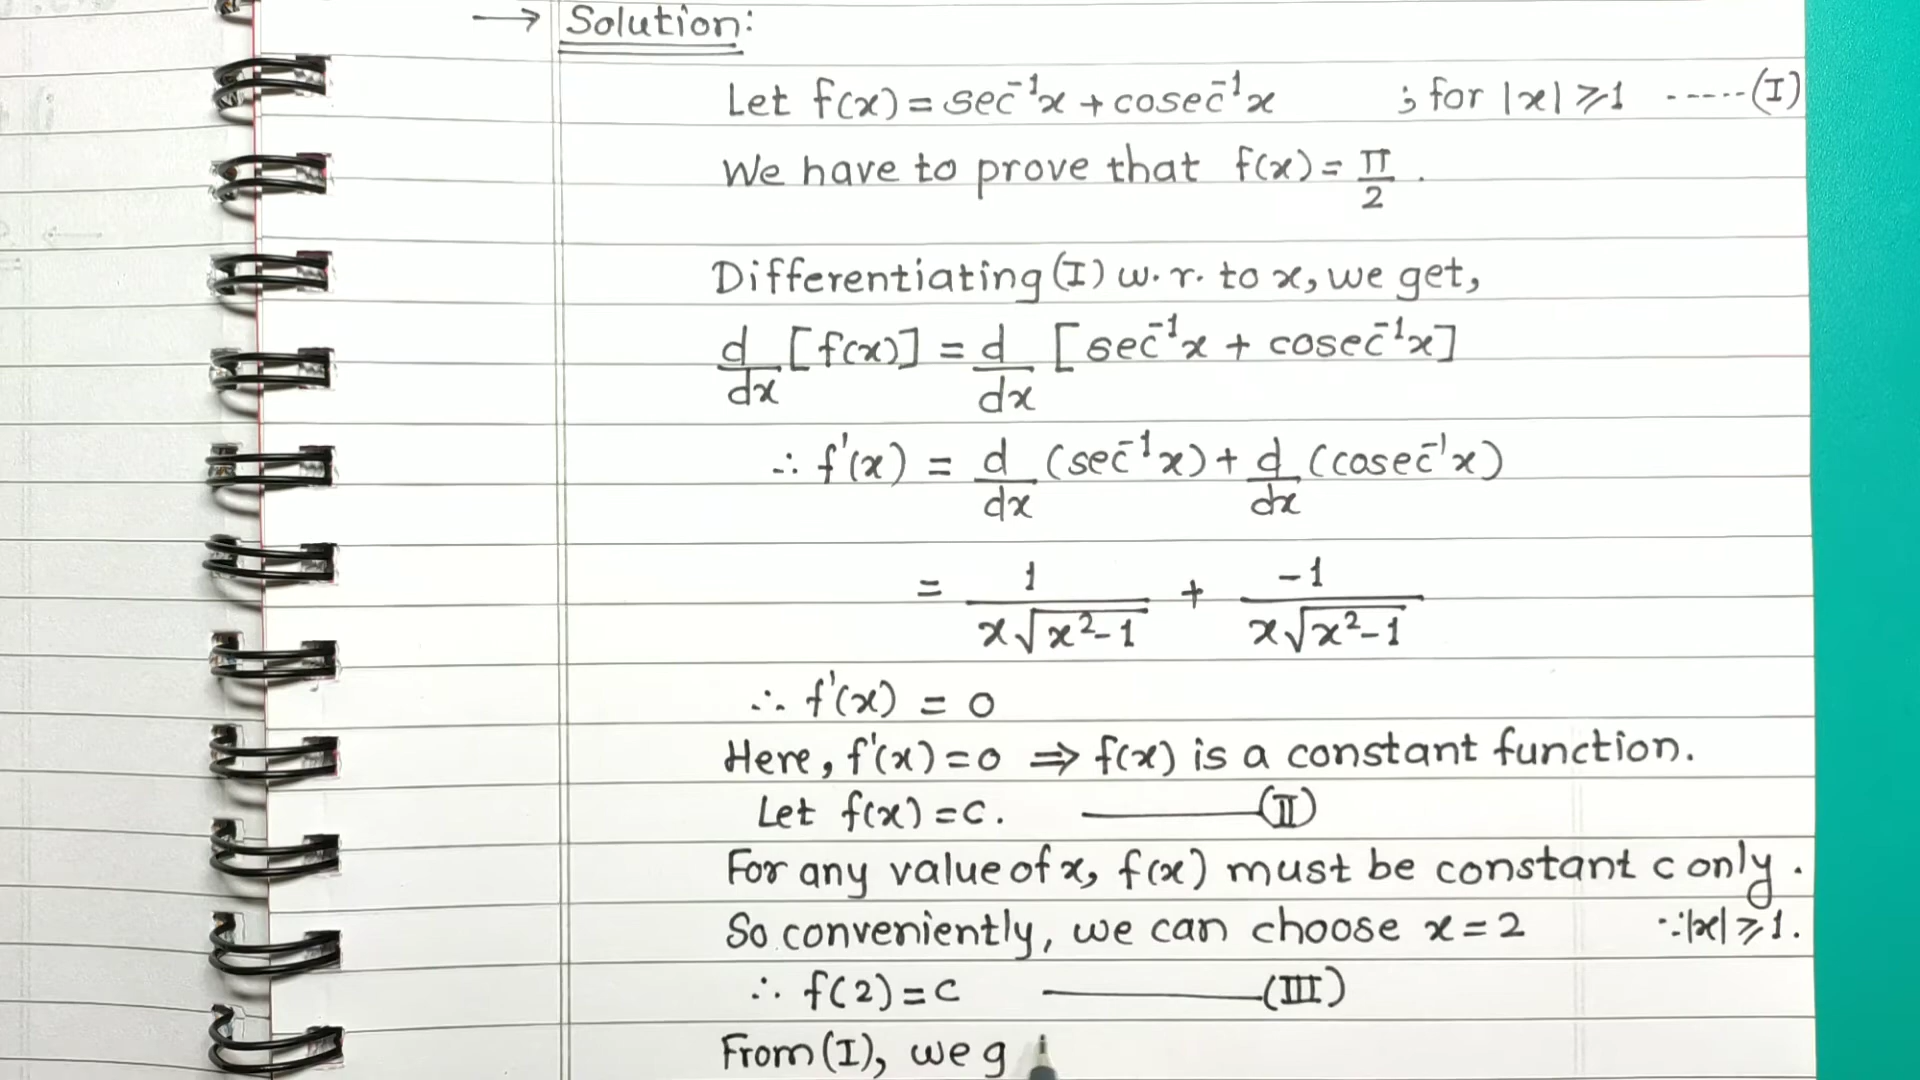 → Solution:
Let f(x) = sec⁻¹x + cosec⁻¹x ; for |x| ⩾ 1 ----- (I)
We have to prove that f(x) = π/2 .
Differentiating (I) w. r. to x, we get,
d/dx [f(x)] = d/dx [sec⁻¹x + cosec⁻¹x]
∴ f'(x) = d/dx (sec⁻¹x) + d/dx (cosec⁻¹x)
= 1/(x√(x²-1)) + -1/(x√(x²-1))
∴ f'(x) = 0
Here, f'(x) = 0 ⇒ f(x) is a constant function.
Let f(x) = c. ——— (II)
For any value of x, f(x) must be constant c only.
So conveniently, we can choose x = 2 ∵ |x| ⩾ 1.
∴ f(2) = c ——— (III)
From (I), we g